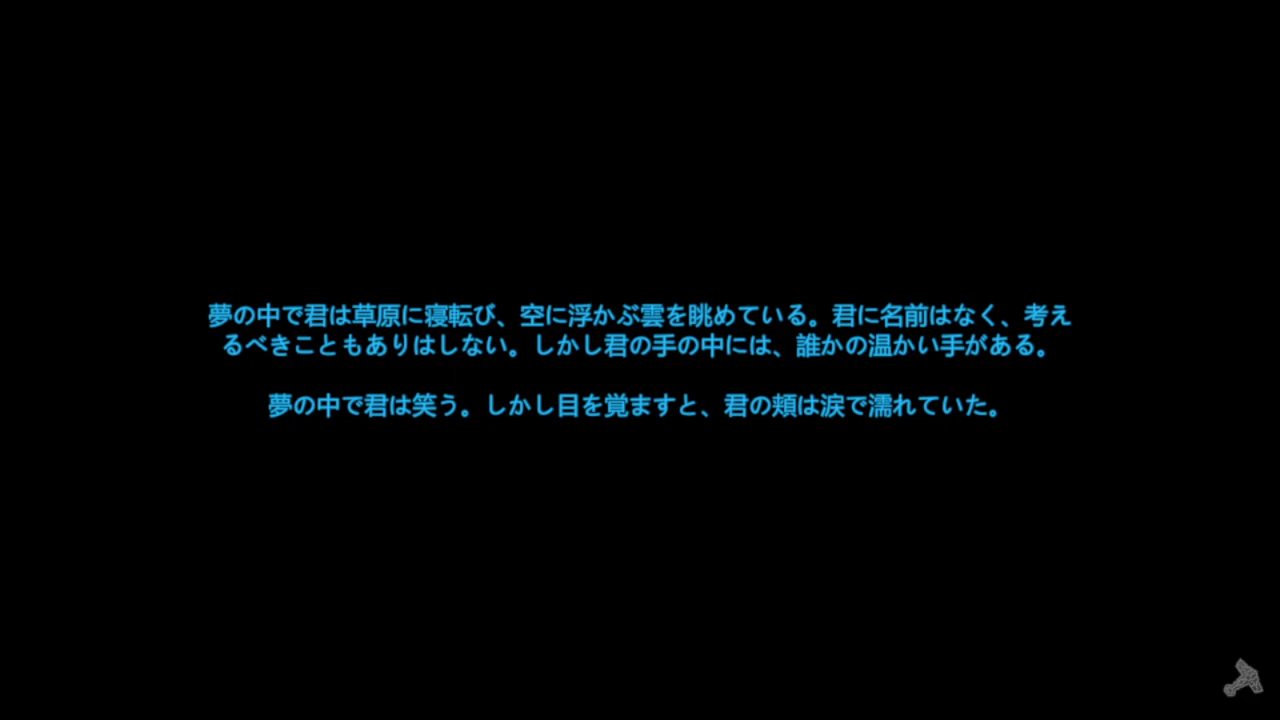 夢の中で君は草原に寝転び、空に浮かぶ雲を眺めている。君に名前はなく、考え
るべきこともありはしない。しかし君の手の中には、誰かの温かい手がある。
夢の中で君は笑う。しかし目を覚ますと、君の頬は涙で濡れていた。